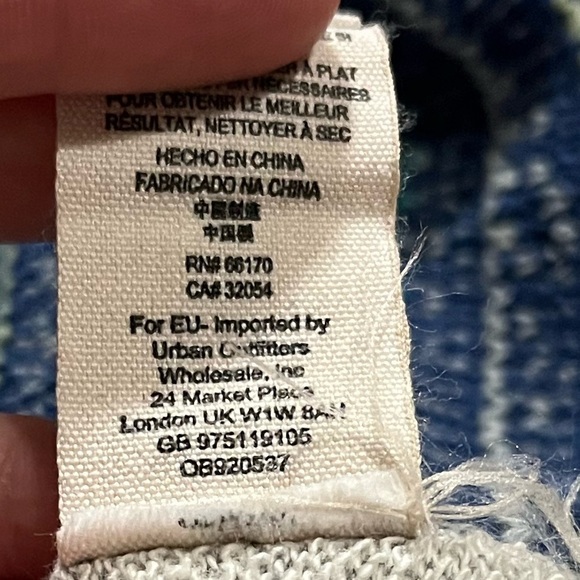 À PLAT
NÉCESSAIRES
POUR OBTENIR LE MEILLEUR
RÉSULTAT, NETTOYER À SEC
HECHO EN CHINA
FABRICADO NA CHINA
中國制造
中国製
RN# 66170
CA# 32054
For EU- Imported by
Urban Outfitters
Wholesale, Inc
24 Market Place
London UK W1W 8AN
GB 975119105
OB920537